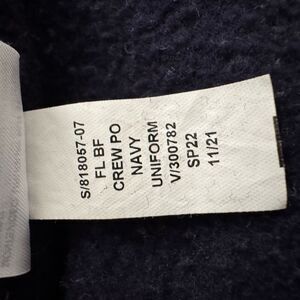 S/818057-07
FL BF
CREW PO
NAVY
UNIFORM
V/300782
SP22
11/21